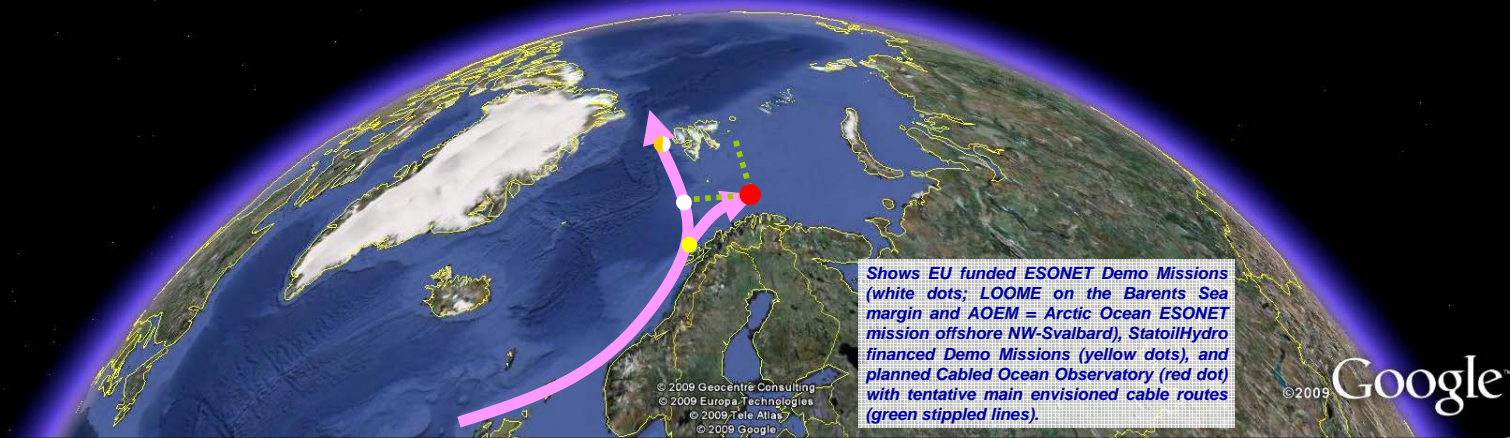 Shows EU funded ESONET Demo Missions
(white dots; LOOME on the Barents Sea
margin and AOEM = Arctic Ocean ESONET
mission offshore NW-Svalbard), StatoilHydro
financed Demo Missions (yellow dots), and
planned Cabled Ocean Observatory (red dot)
with tentative main envisioned cable routes
(green stippled lines).
© 2009 Geocentre Consulting
© 2009 Europa Technologies
© 2009 Tele Atlas
© 2009 Google
©2009 Google™